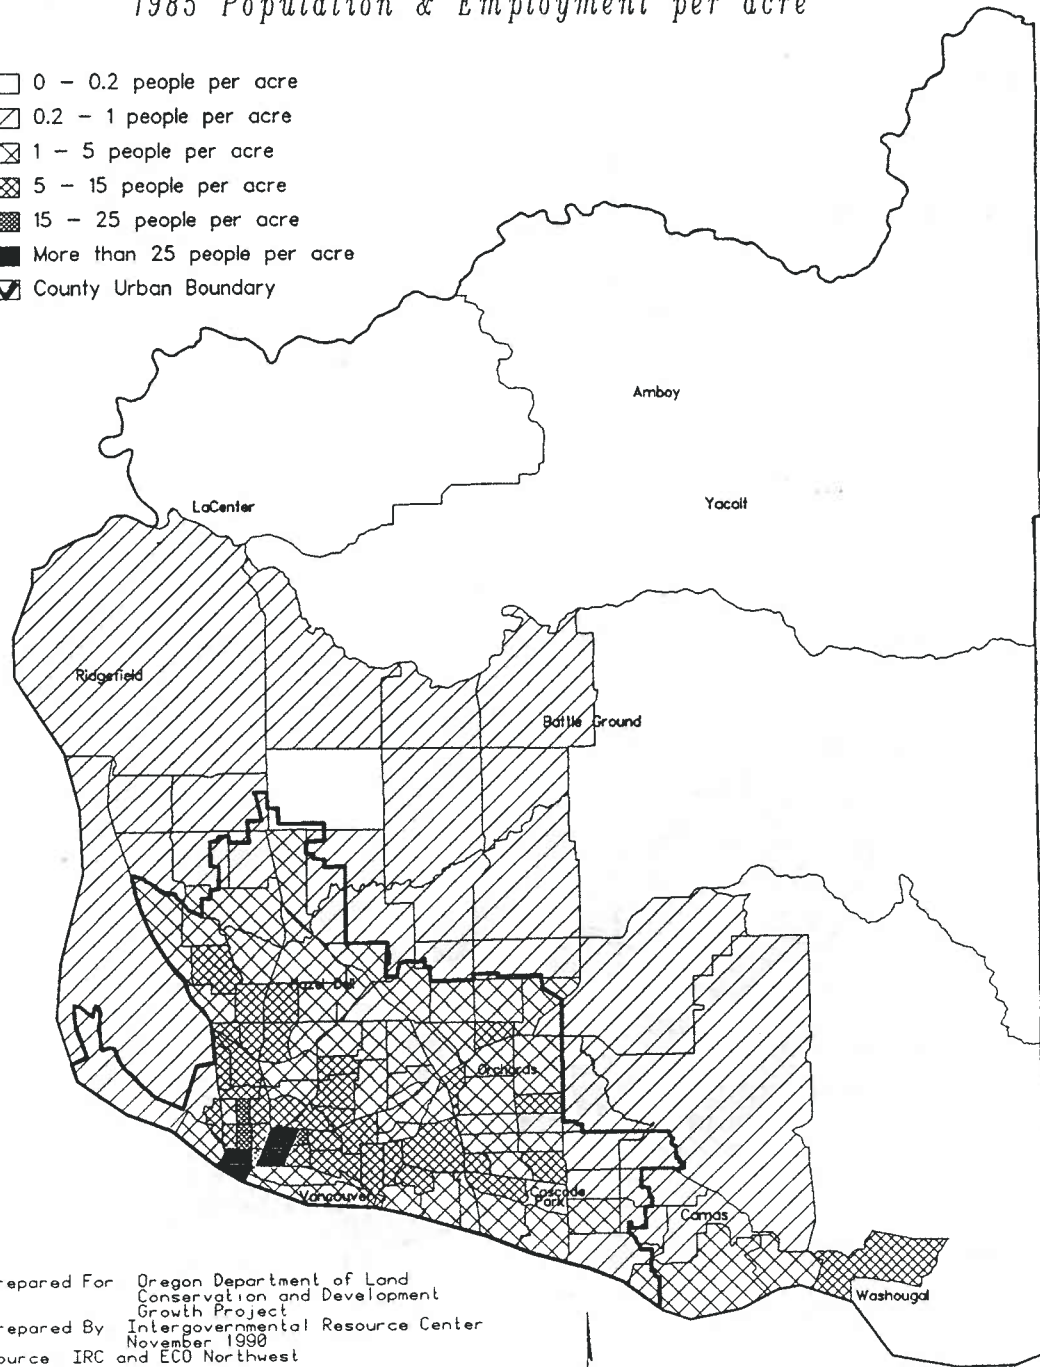 1985 Population & Employment per acre
0 - 0.2 people per acre
0.2 - 1 people per acre
1 - 5 people per acre
5 - 15 people per acre
15 - 25 people per acre
More than 25 people per acre
County Urban Boundary
Amboy
LaCenter
Yacolt
Ridgefield
Battle Ground
Hazel Dell
Orchards
Cascade
Park
Vancouver
Camas
Washougal
repared For Oregon Department of Land
Conservation and Development
Growth Project
repared By Intergovernmental Resource Center
November 1990
ource IRC and ECO Northwest